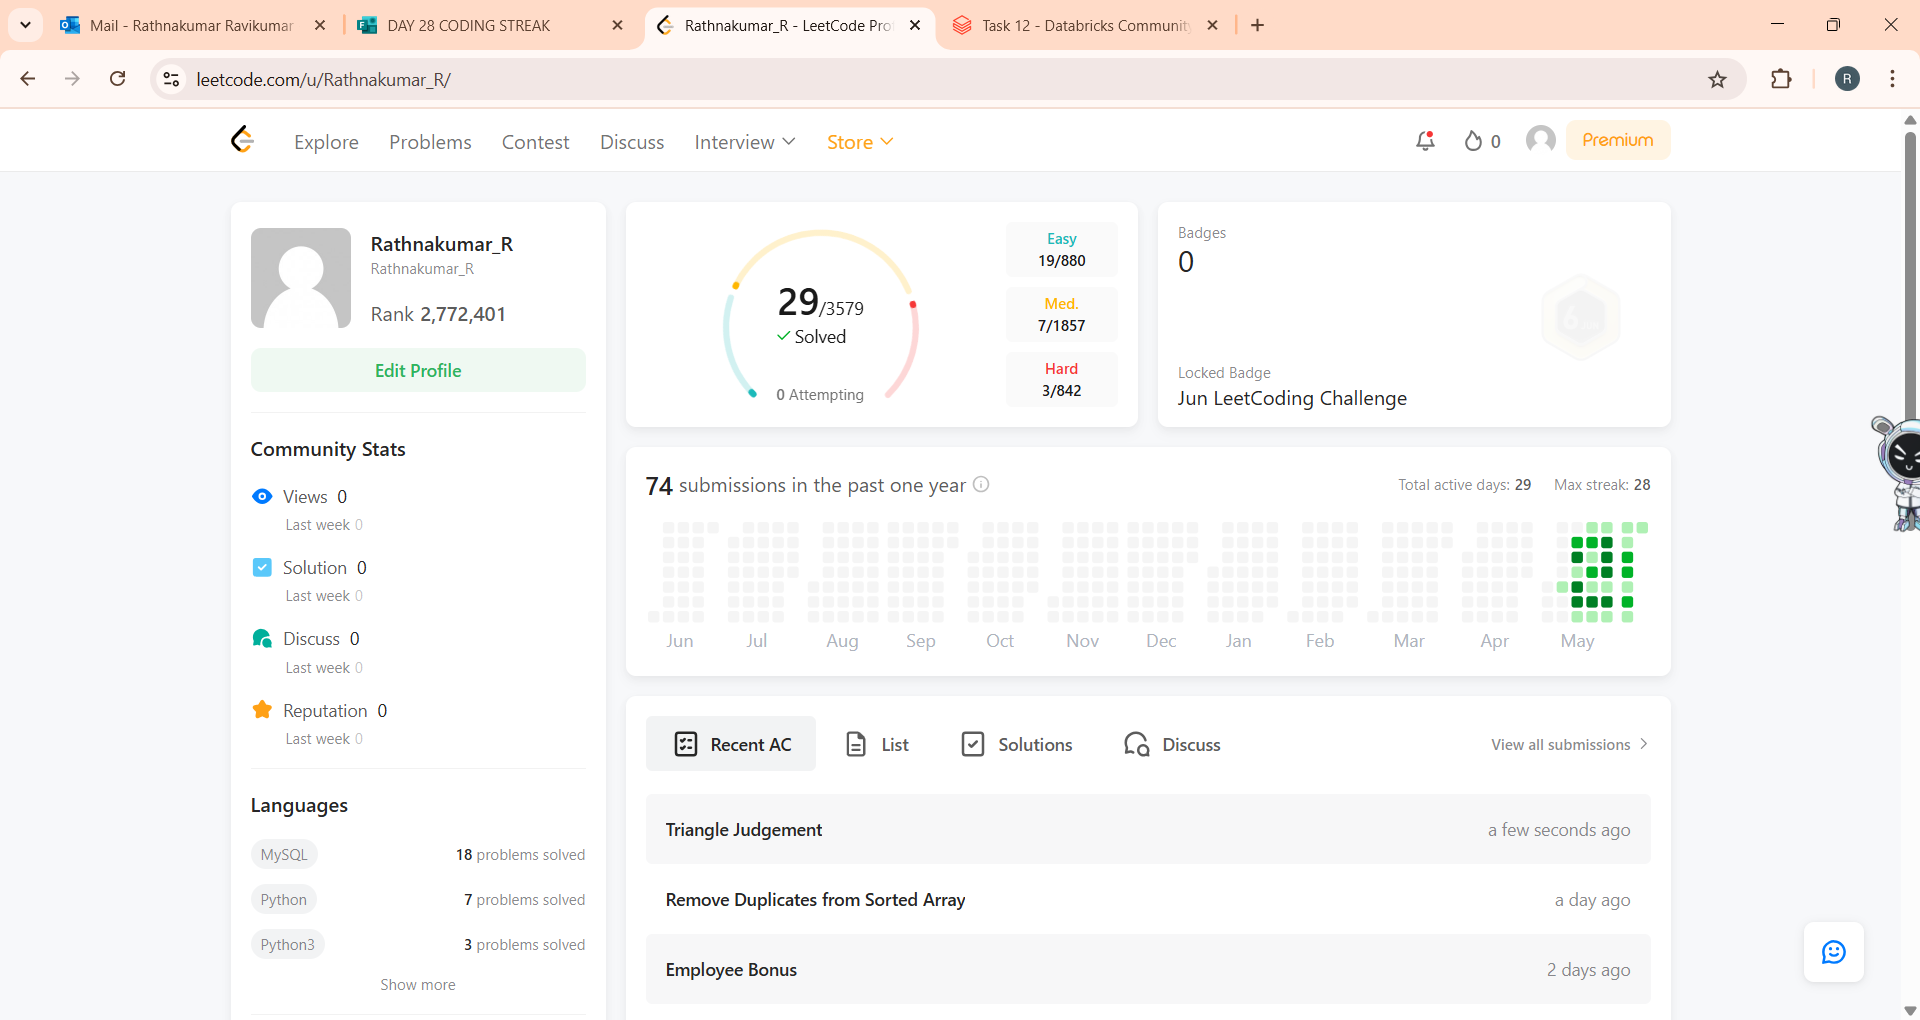 Mail - Rathnakumar Ravikumar
DAY 28 CODING STREAK
Rathnakumar_R - LeetCode Pro
Task 12 - Databricks Community
leetcode.com/u/Rathnakumar_R/
R
Explore
Problems
Contest
Discuss
Interview
Store
0
Premium
Rathnakumar_R
Rathnakumar_R
Rank 2,772,401
Edit Profile
Community Stats
Views 0
Last week 0
Solution 0
Last week 0
Discuss 0
Last week 0
Reputation 0
Last week 0
Languages
MySQL
18 problems solved
Python
7 problems solved
Python3
3 problems solved
Show more
29/3579
Solved
0 Attempting
Easy
19/880
Med.
7/1857
Hard
3/842
Badges
0
Locked Badge
Jun LeetCoding Challenge
74 submissions in the past one year
Total active days: 29
Max streak: 28
Jun
Jul
Aug
Sep
Oct
Nov
Dec
Jan
Feb
Mar
Apr
May
Recent AC
List
Solutions
Discuss
View all submissions
Triangle Judgement
a few seconds ago
Remove Duplicates from Sorted Array
a day ago
Employee Bonus
2 days ago